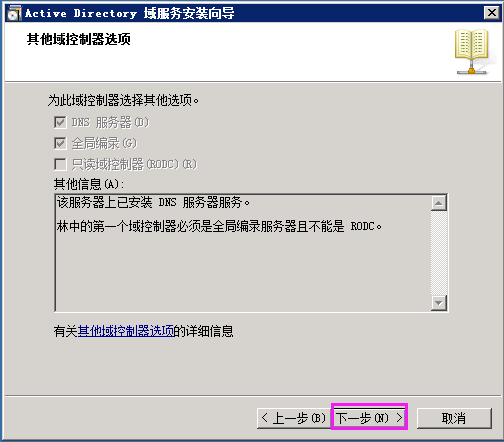 Active Directory 域服务安装向导
其他域控制器选项
为此域控制器选择其他选项。
DNS 服务器(D)
全局编录(G)
只读域控制器(RODC)(R)
其他信息(A):
该服务器上已安装 DNS 服务器服务。
林中的第一个域控制器必须是全局编录服务器且不能是 RODC。
有关其他域控制器选项的详细信息
< 上一步(B) 下一步(N) > 取消